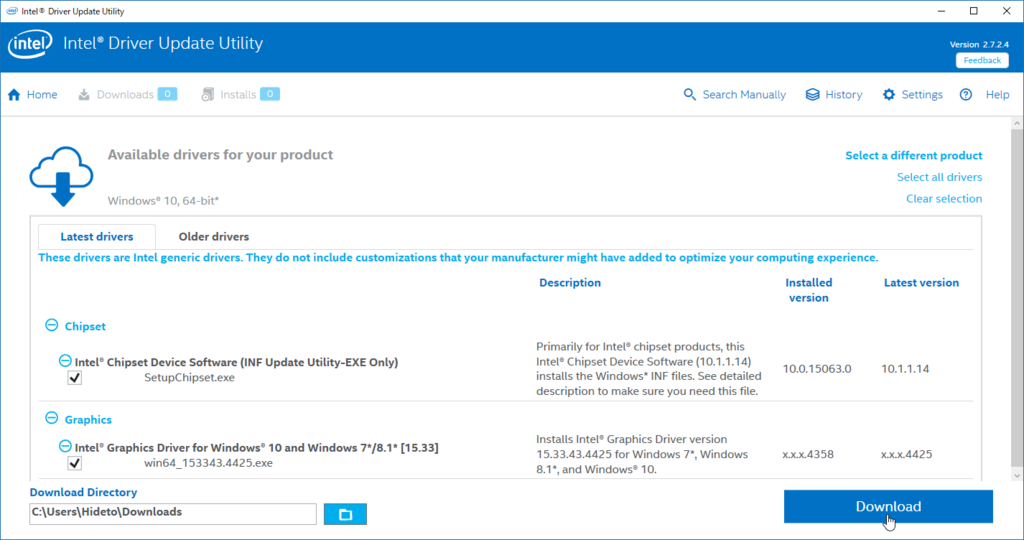 Intel® Driver Update Utility
intel
Intel® Driver Update Utility
Version 2.7.2.4
Feedback
Home
Downloads 0
Installs 0
Search Manually
History
Settings
Help
Available drivers for your product
Select a different product
Select all drivers
Windows® 10, 64-bit*
Clear selection
Latest drivers
Older drivers
These drivers are Intel generic drivers. They do not include customizations that your manufacturer might have added to optimize your computing experience.
Description
Installed
version
Latest version
Chipset
Intel® Chipset Device Software (INF Update Utility-EXE Only)
SetupChipset.exe
Primarily for Intel® chipset products, this
Intel® Chipset Device Software (10.1.1.14)
installs the Windows* INF files. See detailed
description to make sure you need this file.
10.0.15063.0
10.1.1.14
Graphics
Intel® Graphics Driver for Windows® 10 and Windows 7*/8.1* [15.33]
win64_153343.4425.exe
Installs Intel® Graphics Driver version
15.33.43.4425 for Windows 7*, Windows
8.1*, and Windows® 10.
x.x.x.4358
x.x.x.4425
Download Directory
C:\Users\Hideto\Downloads
Download